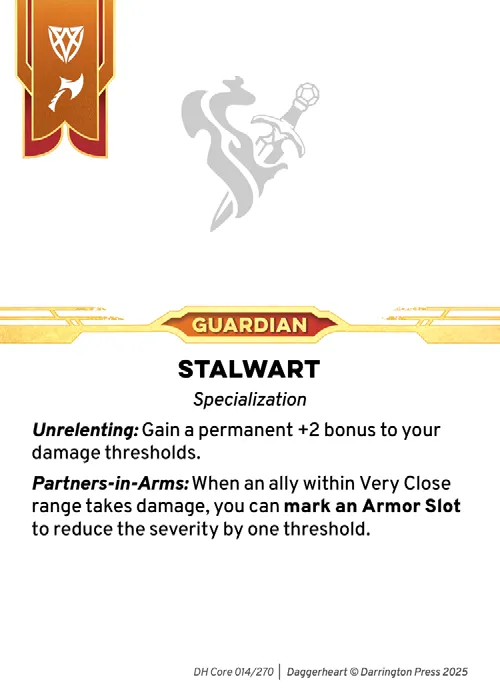 GUARDIAN
STALWART
Specialization
Unrelenting: Gain a permanent +2 bonus to your
damage thresholds.
Partners-in-Arms: When an ally within Very Close
range takes damage, you can mark an Armor Slot
to reduce the severity by one threshold.
DH Core 014/270 | Daggerheart © Darrington Press 2025